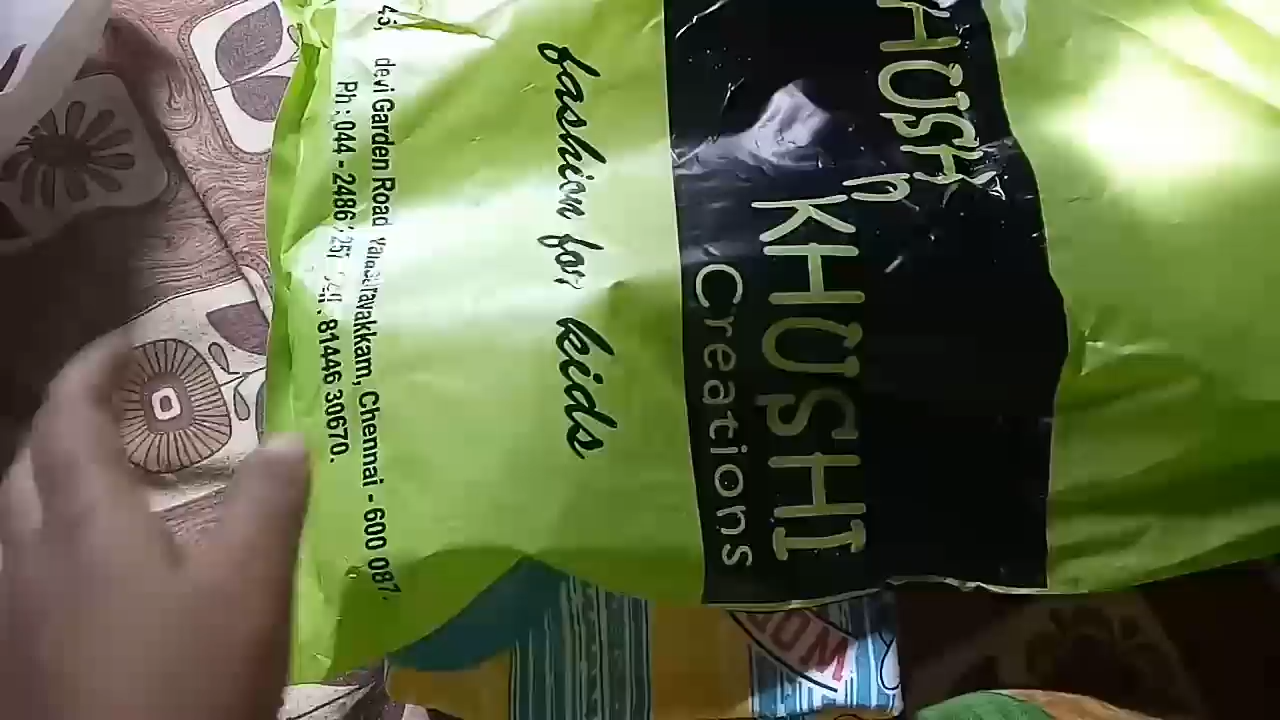 KHUSHI
Creations
fashion for kids
devi Garden Road, Valasaravakkam, Chennai - 600 087.
Ph : 044 - 2486 81446 30670.